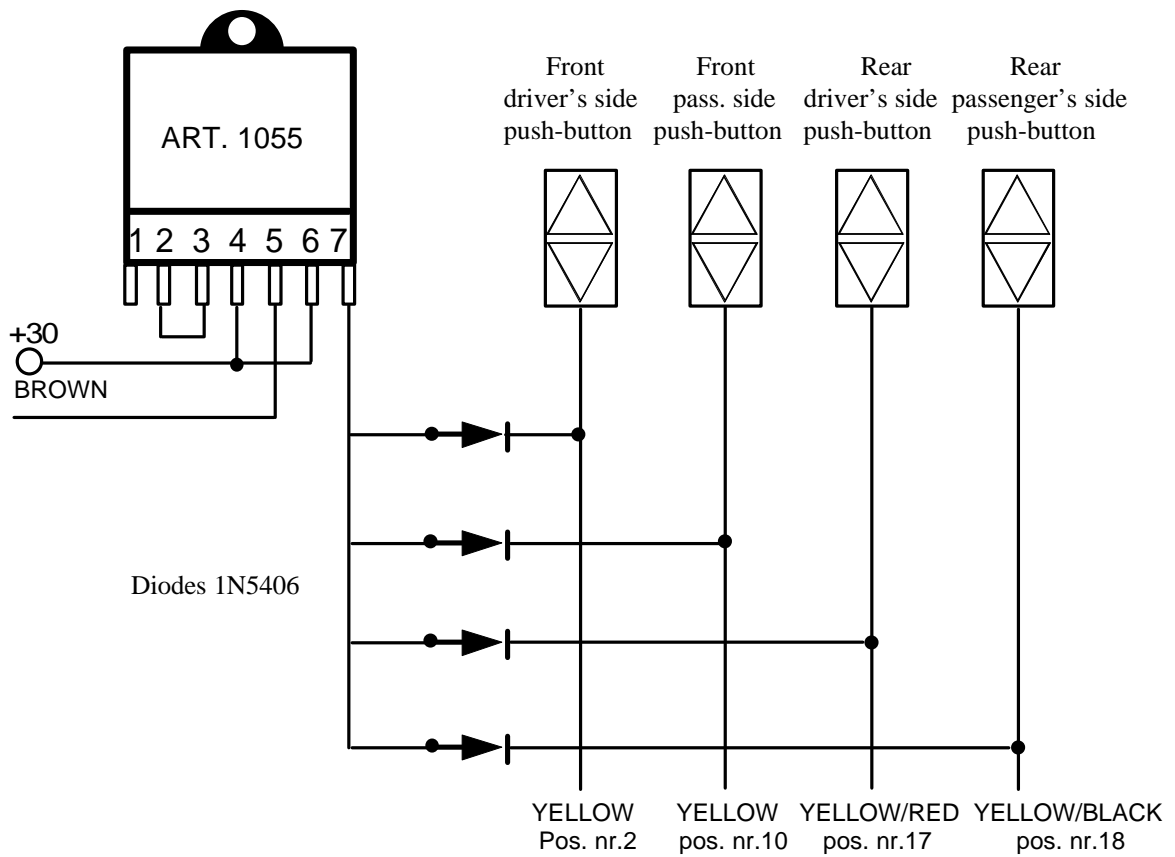 Front
driver's side
push-button
Front
pass. side
push-button
Rear
driver's side
push-button
Rear
passenger's side
push-button
ART. 1055
1 2 3 4 5 6 7
+30
BROWN
Diodes 1N5406
YELLOW
Pos. nr.2
YELLOW
pos. nr.10
YELLOW/RED
pos. nr.17
YELLOW/BLACK
pos. nr.18